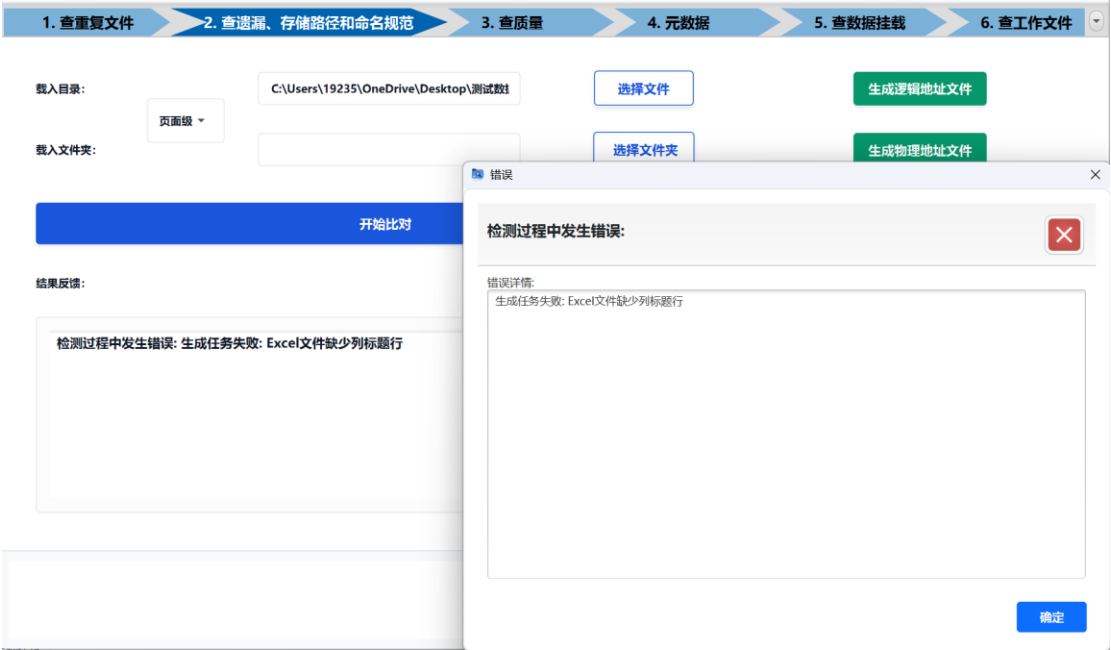 1. 查重复文件
2. 查遗漏、存储路径和命名规范
3. 查质量
4. 元数据
5. 查数据挂载
6. 查工作文件
载入目录:
C:\Users\19235\OneDrive\Desktop\测试数
选择文件
生成逻辑地址文件
页面级
载入文件夹:
选择文件夹
生成物理地址文件
错误
开始比对
检测过程中发生错误:
结果反馈:
错误详情:
生成任务失败: Excel文件缺少列标题行
检测过程中发生错误: 生成任务失败: Excel文件缺少列标题行
确定